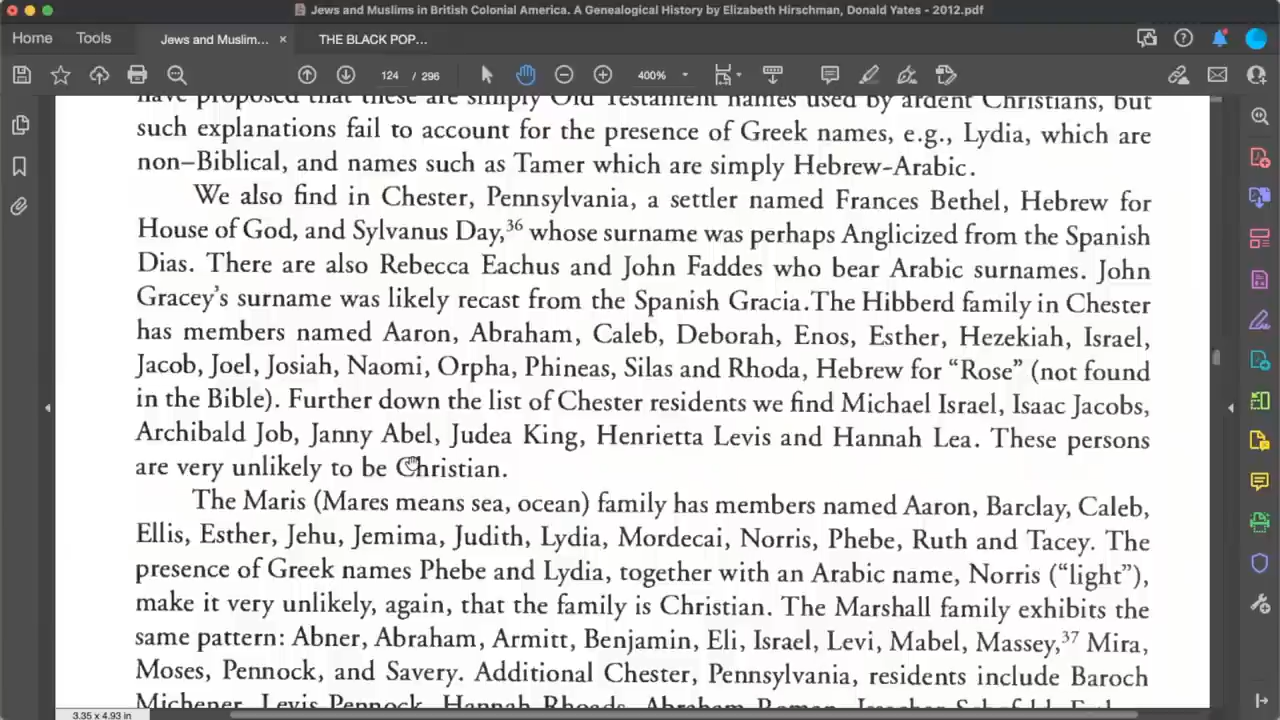 Jews and Muslims in British Colonial America. A Genealogical History by Elizabeth Hirschman, Donald Yates - 2012.pdf
Home Tools Jews and Muslim... × THE BLACK POP...
124 / 296 400%
have proposed that these are simply Old Testament names used by ardent Christians, but
such explanations fail to account for the presence of Greek names, e.g., Lydia, which are
non–Biblical, and names such as Tamer which are simply Hebrew-Arabic.
We also find in Chester, Pennsylvania, a settler named Frances Bethel, Hebrew for
House of God, and Sylvanus Day,36 whose surname was perhaps Anglicized from the Spanish
Dias. There are also Rebecca Eachus and John Faddes who bear Arabic surnames. John
Gracey's surname was likely recast from the Spanish Gracia.The Hibberd family in Chester
has members named Aaron, Abraham, Caleb, Deborah, Enos, Esther, Hezekiah, Israel,
Jacob, Joel, Josiah, Naomi, Orpha, Phineas, Silas and Rhoda, Hebrew for “Rose” (not found
in the Bible). Further down the list of Chester residents we find Michael Israel, Isaac Jacobs,
Archibald Job, Janny Abel, Judea King, Henrietta Levis and Hannah Lea. These persons
are very unlikely to be Christian.
The Maris (Mares means sea, ocean) family has members named Aaron, Barclay, Caleb,
Ellis, Esther, Jehu, Jemima, Judith, Lydia, Mordecai, Norris, Phebe, Ruth and Tacey. The
presence of Greek names Phebe and Lydia, together with an Arabic name, Norris (“light”),
make it very unlikely, again, that the family is Christian. The Marshall family exhibits the
same pattern: Abner, Abraham, Armitt, Benjamin, Eli, Israel, Levi, Mabel, Massey,37 Mira,
Moses, Pennock, and Savery. Additional Chester, Pennsylvania, residents include Baroch
Michener, Levis Pennock, Hannah Rhoads, Abraham Roman,
3.35 x 4.93 in